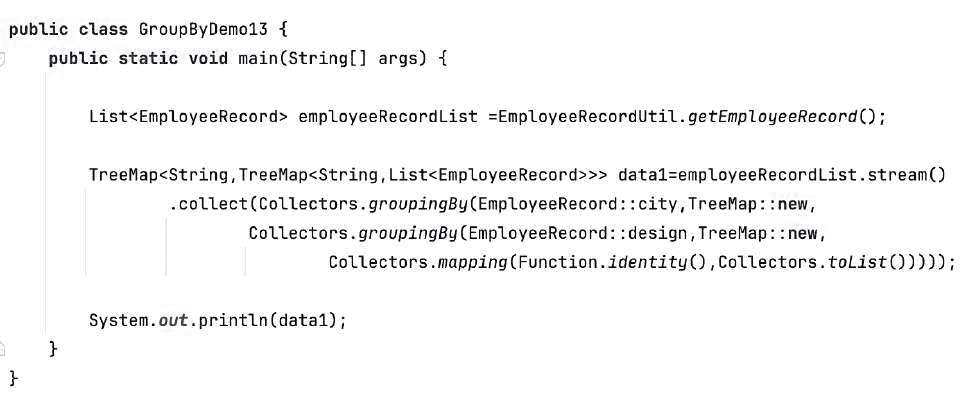 public class GroupByDemo13 {
    public static void main(String[] args) {
        List<EmployeeRecord> employeeRecordList =EmployeeRecordUtil.getEmployeeRecord();
        TreeMap<String,TreeMap<String,List<EmployeeRecord>>> data1=employeeRecordList.stream()
                .collect(Collectors.groupingBy(EmployeeRecord::city,TreeMap::new,
                        Collectors.groupingBy(EmployeeRecord::design,TreeMap::new,
                                Collectors.mapping(Function.identity(),Collectors.toList()))));
        System.out.println(data1);
    }
}